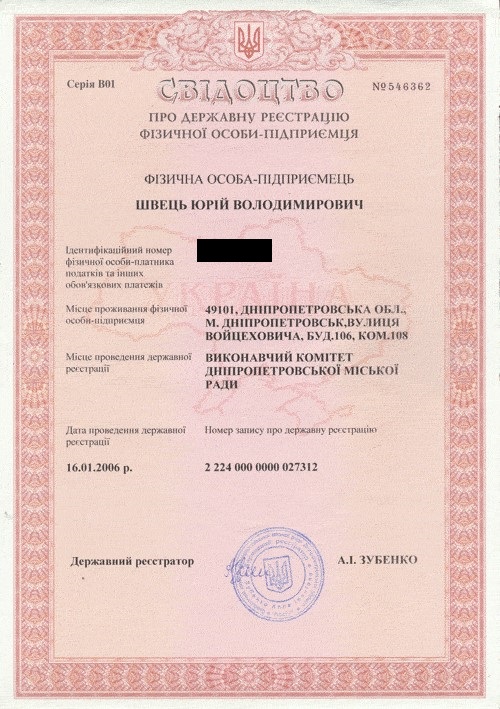 Серія В01
СВІДОЦТВО
№546362
ПРО ДЕРЖАВНУ РЕЄСТРАЦІЮ
ФІЗИЧНОЇ ОСОБИ-ПІДПРИЄМЦЯ
ФІЗИЧНА ОСОБА-ПІДПРИЄМЕЦЬ
ШВЕЦЬ ЮРІЙ ВОЛОДИМИРОВИЧ
Ідентифікаційний номер
фізичної особи-платника
податків та інших
обов'язкових платежів
УКРАЇНА
Місце проживання фізичної
особи-підприємця
49101, ДНІПРОПЕТРОВСЬКА ОБЛ.,
М. ДНІПРОПЕТРОВСЬК,ВУЛИЦЯ
ВОЙЦЕХОВИЧА, БУД.106, КОМ.108
Місце проведення державної
реєстрації
ВИКОНАВЧИЙ КОМІТЕТ
ДНІПРОПЕТРОВСЬКОЇ МІСЬКОЇ
РАДИ
Дата проведення державної
реєстрації
Номер запису про державну реєстрацію
16.01.2006 р.
2 224 000 0000 027312
Державний реєстратор
А.І. ЗУБЕНКО